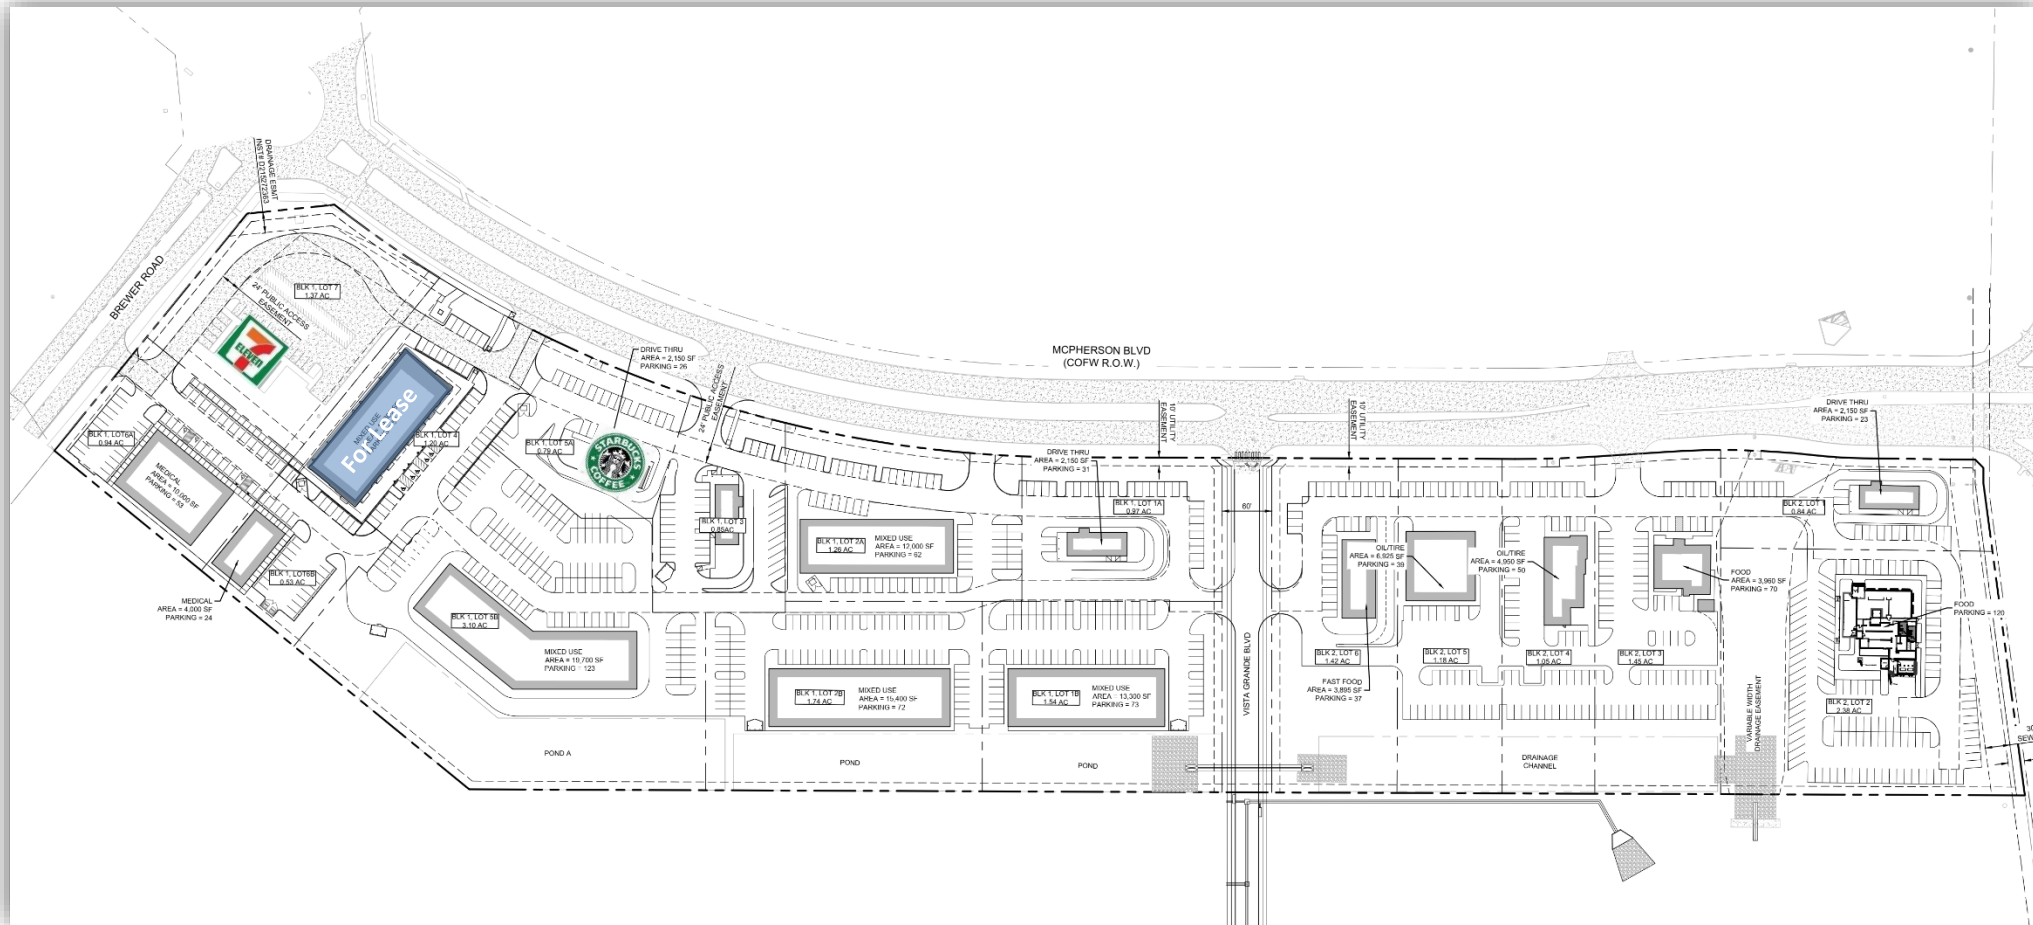 DRAINAGE ESMT
INST# D215272363
BREWER ROAD
24' PUBLIC ACCESS
EASEMENT
BLK 1, LOT 7
1.37 AC
ELEVEN
MIXED USE
For Lease
BLK 1, LOT 4
1.20 AC
BLK 1, LOT6A
0.94 AC
MEDICAL
AREA = 10,000 SF
PARKING = 53
MEDICAL
AREA = 4,000 SF
PARKING = 24
BLK 1, LOT6B
0.53 AC
BLK 1, LOT 5A
0.79 AC
STARBUCKS
COFFEE
DRIVE THRU
AREA = 2,150 SF
PARKING = 26
24' PUBLIC ACCESS
EASEMENT
BLK 1, LOT 3
0.85AC
BLK 1, LOT 5B
3.10 AC
MIXED USE
AREA = 19,700 SF
PARKING = 123
BLK 1, LOT 2A
1.26 AC
MIXED USE
AREA = 12,000 SF
PARKING = 62
BLK 1, LOT 2B
1.74 AC
MIXED USE
AREA = 15,400 SF
PARKING = 72
MCPHERSON BLVD
(COFW R.O.W.)
DRIVE THRU
AREA = 2,150 SF
PARKING = 31
10' UTILITY
EASEMENT
BLK 1, LOT 1A
0.97 AC
BLK 1, LOT 1B
1.54 AC
MIXED USE
AREA = 13,300 SF
PARKING = 73
POND A
POND
POND
60'
VISTA GRANDE BLVD
10' UTILITY
EASEMENT
OIL/TIRE
AREA = 6,925 SF
PARKING = 39
OIL/TIRE
AREA = 4,950 SF
PARKING = 50
FOOD
AREA = 3,960 SF
PARKING = 70
BLK 2, LOT 6
1.42 AC
BLK 2, LOT 5
1.18 AC
BLK 2, LOT 4
1.05 AC
BLK 2, LOT 3
1.45 AC
FAST FOOD
AREA = 3,895 SF
PARKING = 37
DRAINAGE
CHANNEL
VARIABLE WIDTH
DRAINAGE EASEMENT
DRIVE THRU
AREA = 2,150 SF
PARKING = 23
BLK 2, LOT 1
0.84 AC
FOOD
PARKING = 120
BLK 2, LOT 2
2.38 AC